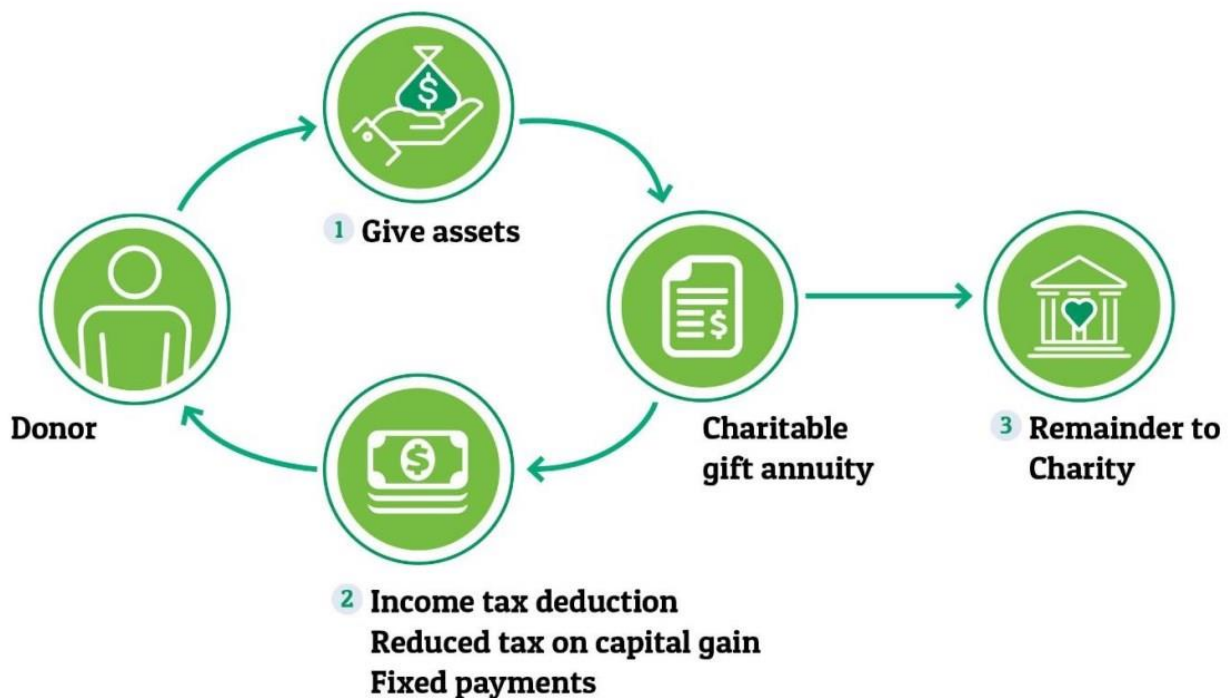 $
1 Give assets
$
Donor
$
Charitable
gift annuity
3 Remainder to
Charity
2 Income tax deduction
Reduced tax on capital gain
Fixed payments